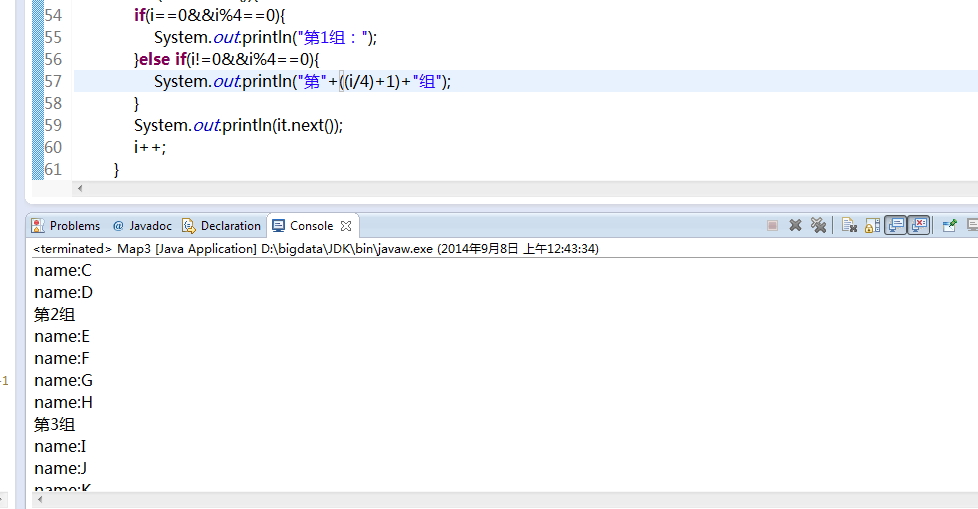 54 if(i==0&&i%4==0){
55 System.out.println("第1组：");
56 }else if(i!=0&&i%4==0){
57 System.out.println("第"+((i/4)+1)+"组");
58 }
59 System.out.println(it.next());
60 i++;
61 }
Problems @ Javadoc Declaration Console
<terminated> Map3 [Java Application] D:\bigdata\JDK\bin\javaw.exe (2014年9月8日 上午12:43:34)
name:C
name:D
第2组
name:E
name:F
name:G
name:H
第3组
name:I
name:J
name:K
-1